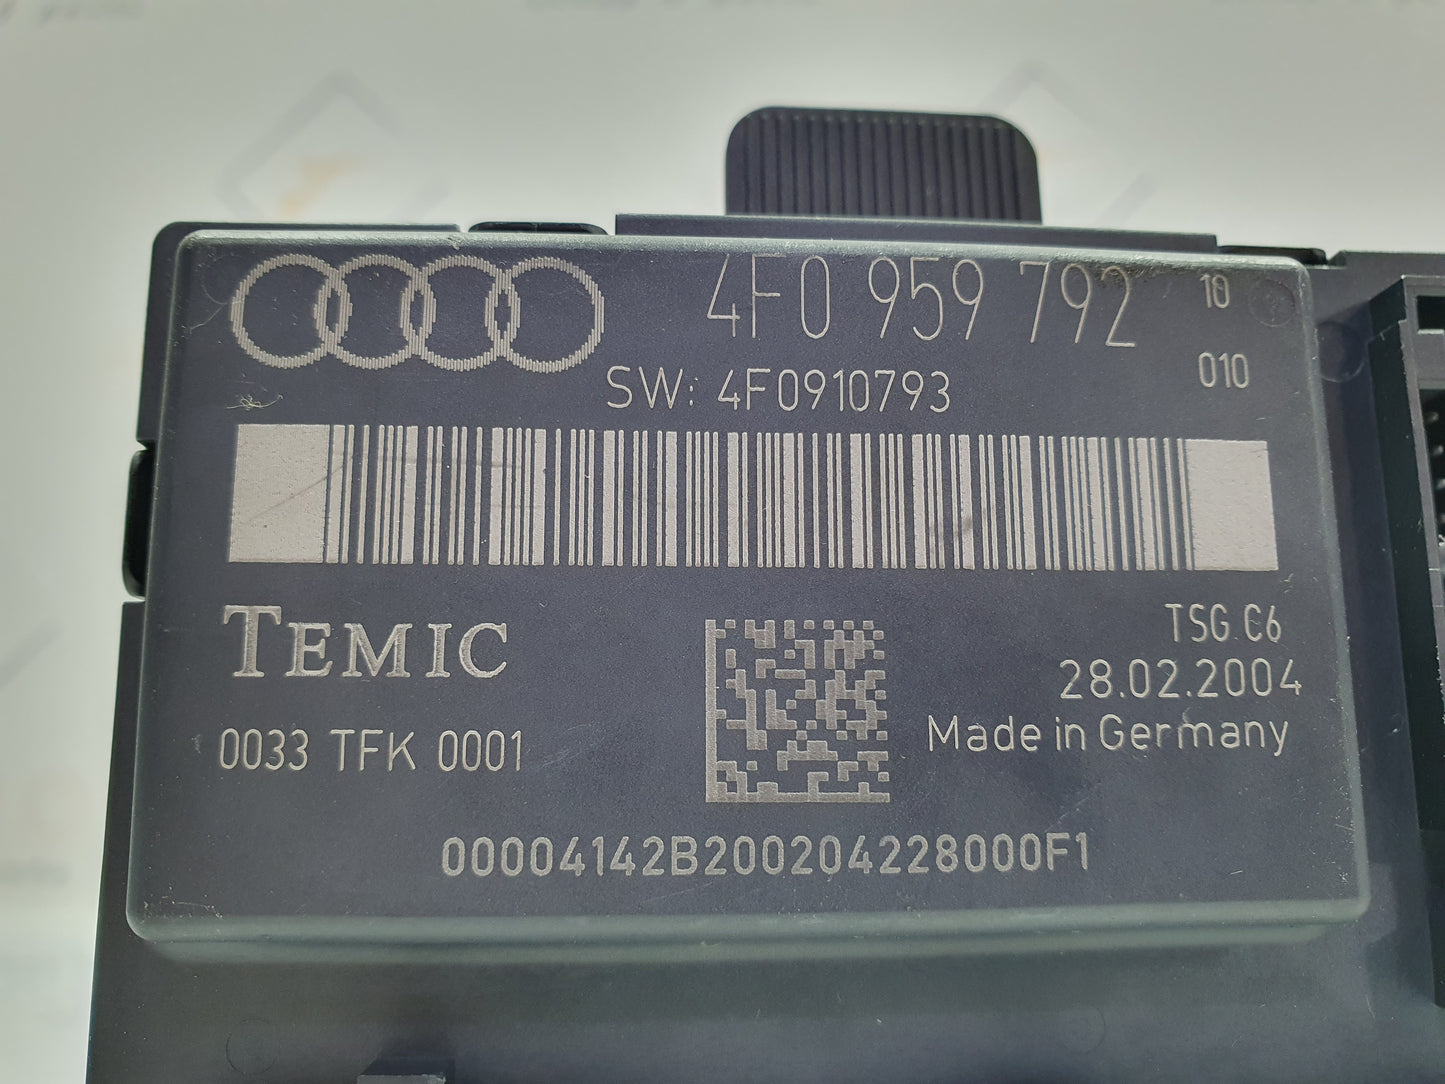 4F0 959 792 10
SW: 4F0910793 010
TEMIC
TSG C6
28.02.2004
0033 TFK 0001
Made in Germany
00004142B200204228000F1